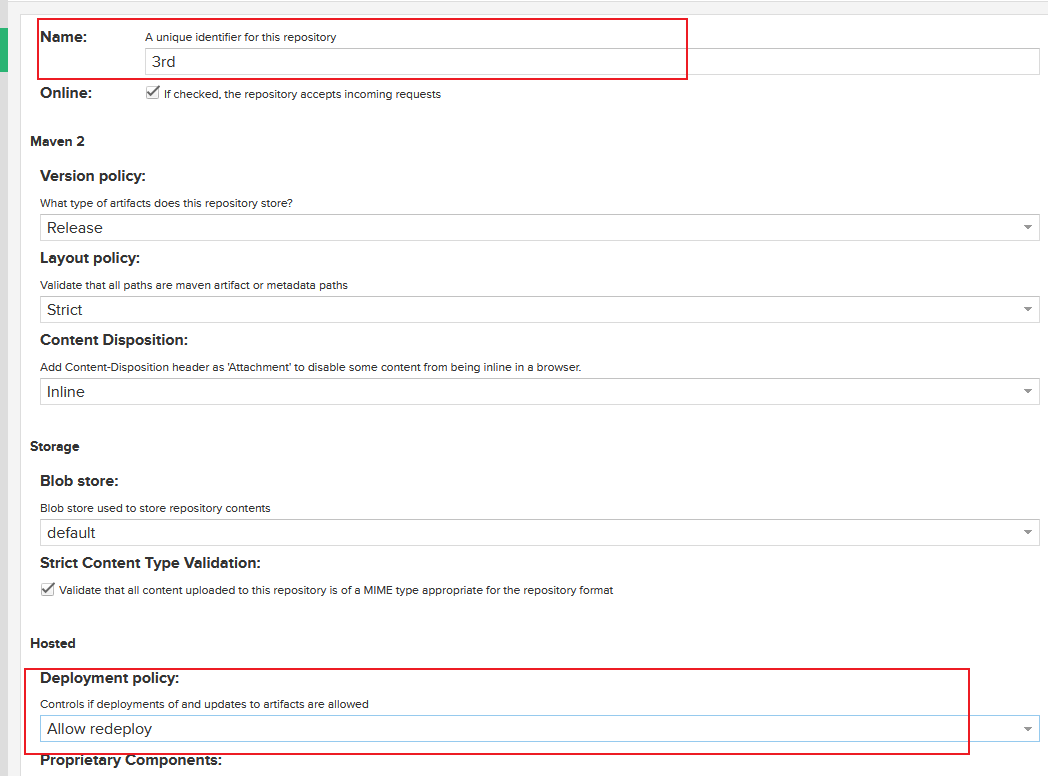 Name:
A unique identifier for this repository
3rd
Online:
If checked, the repository accepts incoming requests
Maven 2
Version policy:
What type of artifacts does this repository store?
Release
Layout policy:
Validate that all paths are maven artifact or metadata paths
Strict
Content Disposition:
Add Content-Disposition header as 'Attachment' to disable some content from being inline in a browser.
Inline
Storage
Blob store:
Blob store used to store repository contents
default
Strict Content Type Validation:
Validate that all content uploaded to this repository is of a MIME type appropriate for the repository format
Hosted
Deployment policy:
Controls if deployments of and updates to artifacts are allowed
Allow redeploy
Proprietary Components: